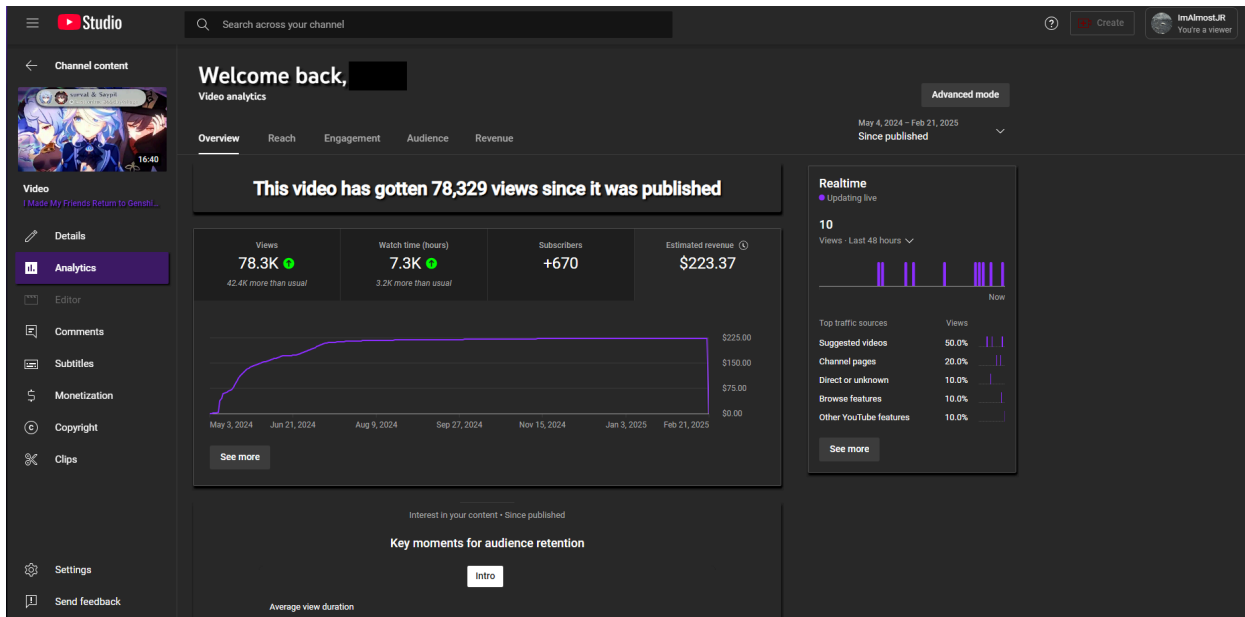 Studio
Search across your channel
Create
ImAlmostJR
You're a viewer
Channel content
16:40
Video
I Made My Friends Return to Genshi...
Details
Analytics
Editor
Comments
Subtitles
Monetization
Copyright
Clips
Settings
Send feedback
Welcome back,
Video analytics
Advanced mode
May 4, 2024 – Feb 21, 2025
Since published
Overview Reach Engagement Audience Revenue
This video has gotten 78,329 views since it was published
Views Watch time (hours) Subscribers Estimated revenue
78.3K 7.3K +670 $223.37
42.4K more than usual 3.2K more than usual
$225.00
$150.00
$75.00
$0.00
May 3, 2024 Jun 21, 2024 Aug 9, 2024 Sep 27, 2024 Nov 15, 2024 Jan 3, 2025 Feb 21, 2025
See more
Interest in your content • Since published
Key moments for audience retention
Intro
Average view duration
Realtime
Updating live
10
Views · Last 48 hours
Now
Top traffic sources Views
Suggested videos 50.0%
Channel pages 20.0%
Direct or unknown 10.0%
Browse features 10.0%
Other YouTube features 10.0%
See more